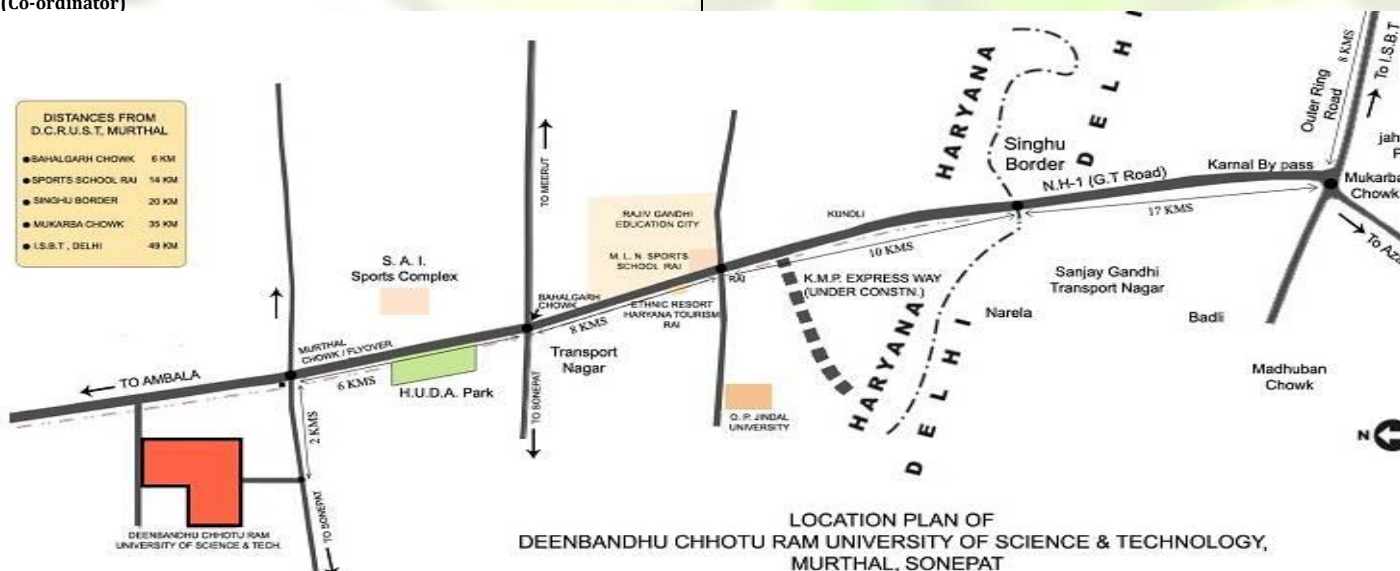 (Co-ordinator)
DISTANCES FROM
D.C.R.U.S.T, MURTHAL
BAHALGARH CHOWK 6 KM
SPORTS SCHOOL RAI 14 KM
SINGHU BORDER 20 KM
MUKARBA CHOWK 35 KM
I.S.B.T , DELHI 49 KM
HARYANA
DELHI
Singhu
Border
N.H-1 (G.T Road)
Karnal By pass
Outer Ring
Road
8 KMS
To I.S.B.T
Mukarba
Chowk
To Aza
17 KMS
TO MEERUT
RAJIV GANDHI
EDUCATION CITY
M. L. N. SPORTS
SCHOOL RAI
KUNDLI
10 KMS
RAI
K.M.P. EXPRESS WAY
(UNDER CONSTN.)
Sanjay Gandhi
Transport Nagar
Narela
Badli
Madhuban
Chowk
N
S. A. I.
Sports Complex
BAHALGARH
CHOWK
8 KMS
ETHNIC RESORT
HARYANA TOURISM
RAI
Transport
Nagar
MURTHAL
CHOWK / FLYOVER
TO AMBALA
6 KMS
H.U.D.A. Park
TO SONEPAT
O. P. JINDAL
UNIVERSITY
HARYANA
DELHI
2 KMS
TO SONEPAT
DEENBANDHU CHHOTU RAM
UNIVERSITY OF SCIENCE & TECH.
LOCATION PLAN OF
DEENBANDHU CHHOTU RAM UNIVERSITY OF SCIENCE & TECHNOLOGY,
MURTHAL, SONEPAT